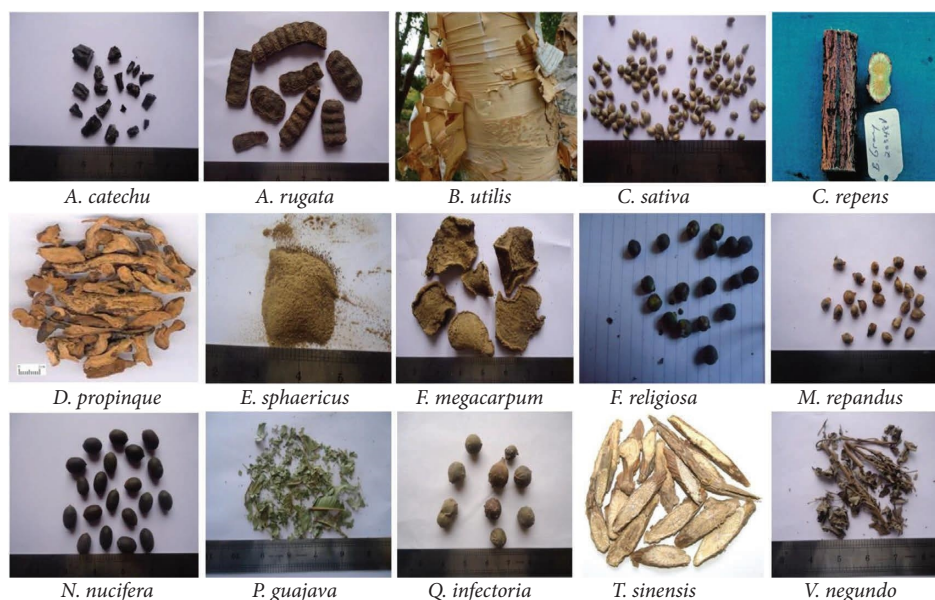 A. catechu
A. rugata
B. utilis
C. sativa
C. repens
D. propinque
E. sphaericus
F. megacarpum
F. religiosa
M. repandus
N. nucifera
P. guajava
Q. infectoria
T. sinensis
V. negundo